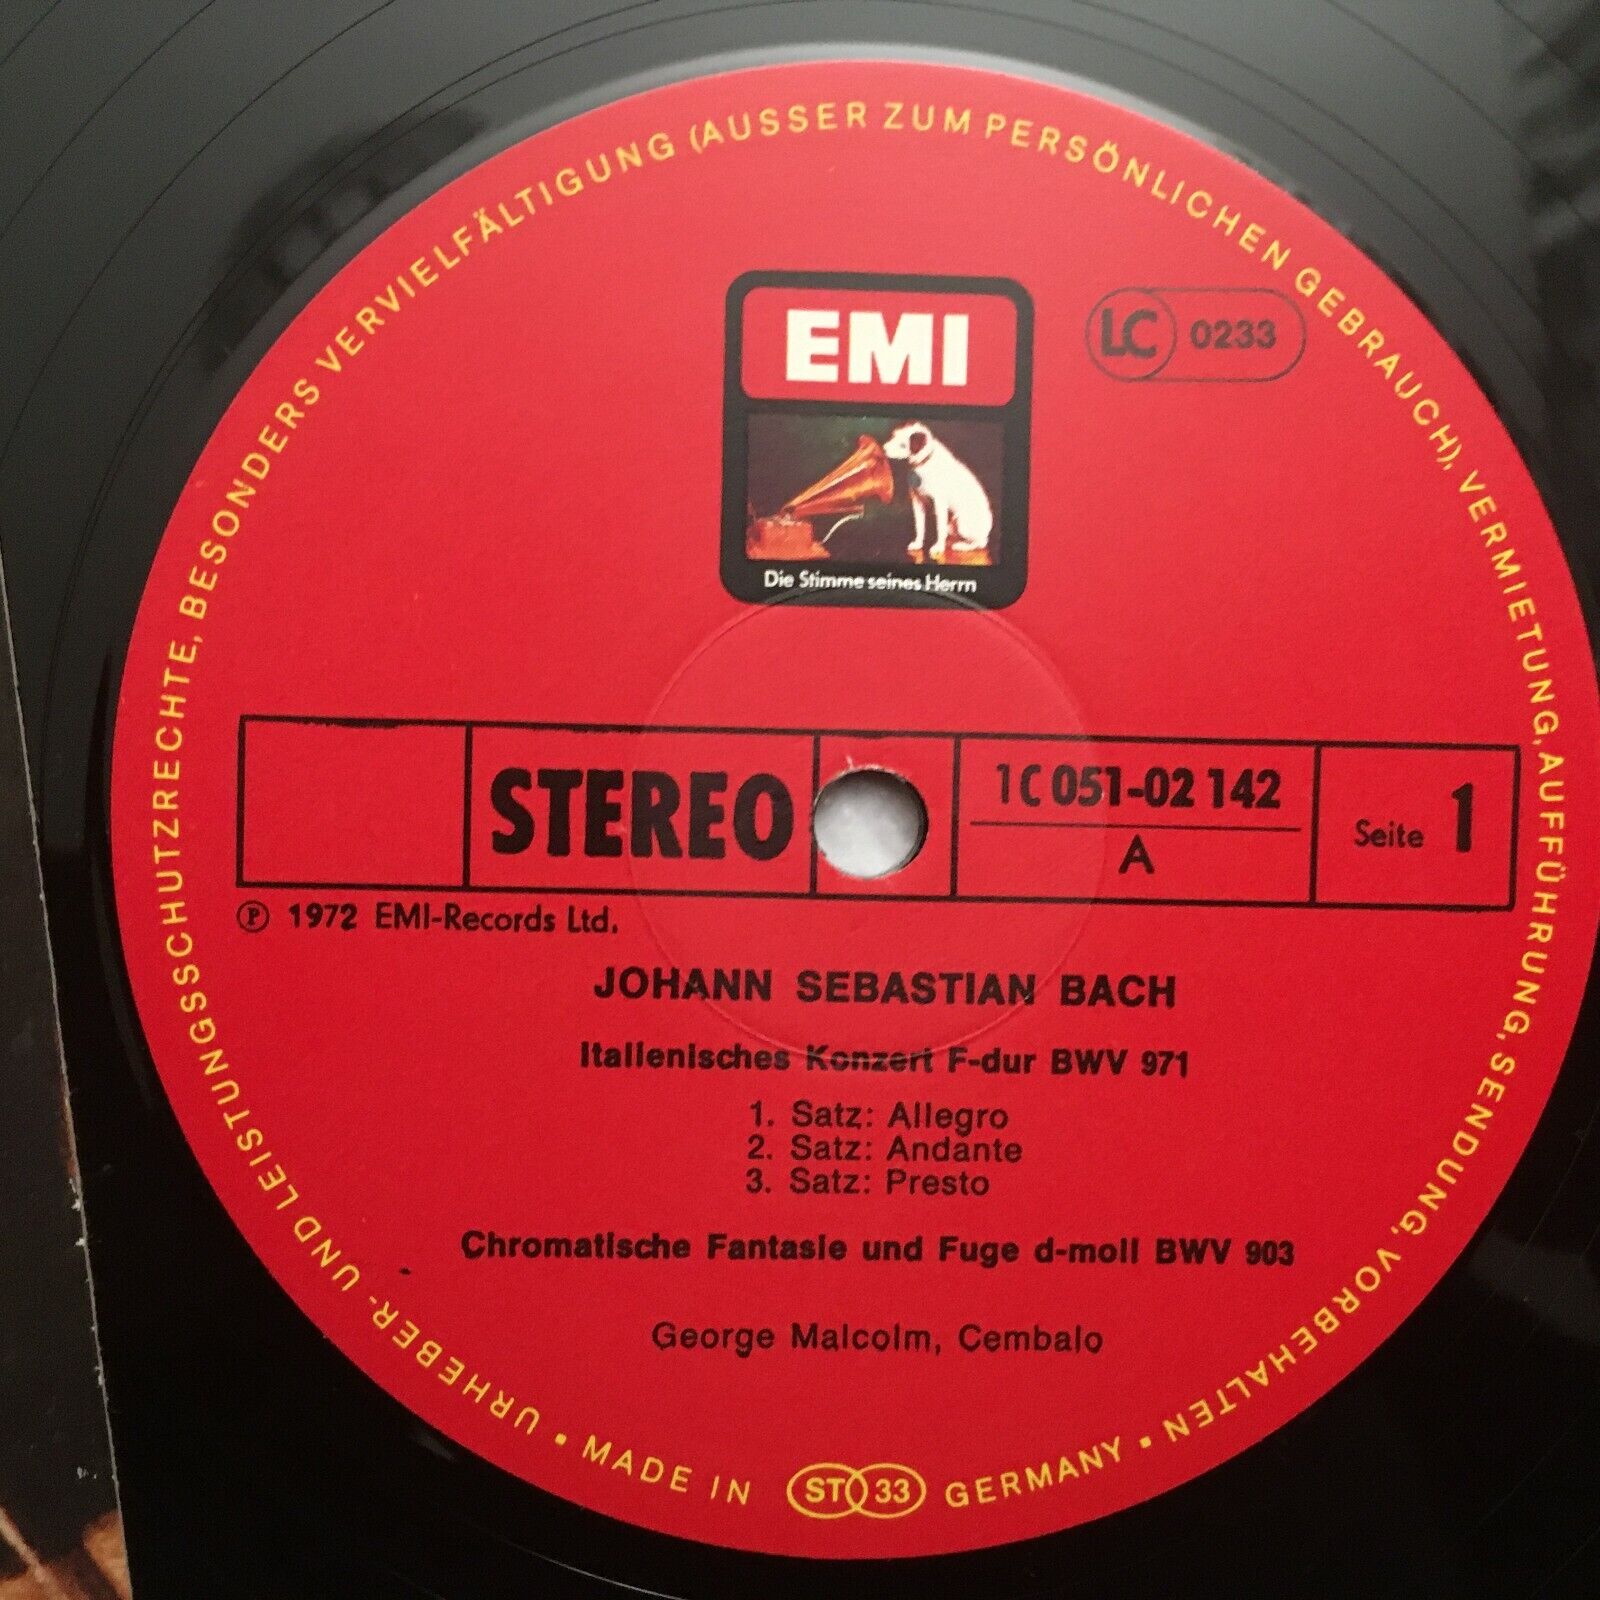 URHEBER- UND LEISTUNGSSCHUTZRECHTE, BESONDERS VERVIELFÄLTIGUNG (AUSSER ZUM PERSÖNLICHEN GEBRAUCH), VERMIETUNG, AUFFÜHRUNG, SENDUNG, VORBEHALTEN
EMI
LC 0233
Die Stimme seines Herrn
STEREO
1C 051-02 142
A
Seite 1
℗ 1972 EMI-Records Ltd.
JOHANN SEBASTIAN BACH
Italienisches Konzert F-dur BWV 971
1. Satz: Allegro
2. Satz: Andante
3. Satz: Presto
Chromatische Fantasie und Fuge d-moll BWV 903
George Malcolm, Cembalo
• MADE IN ST 33 GERMANY •